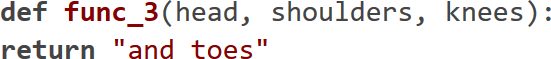 def func_3(head, shoulders, knees):
return "and toes"